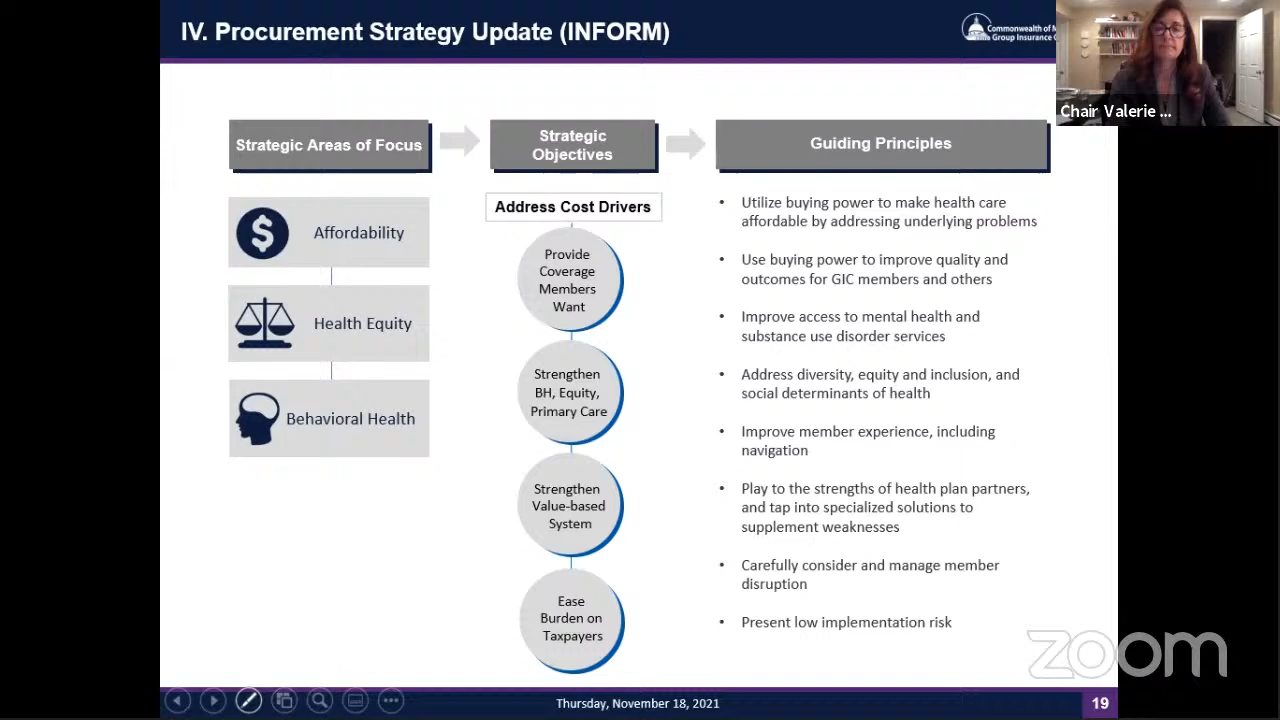 IV. Procurement Strategy Update (INFORM)
Commonwealth of
Group Insurance
Chair Valerie ...
Strategic Areas of Focus
Strategic
Objectives
Guiding Principles
Affordability
Health Equity
Behavioral Health
Address Cost Drivers
Provide
Coverage
Members
Want
Strengthen
BH, Equity,
Primary Care
Strengthen
Value-based
System
Ease
Burden on
Taxpayers
• Utilize buying power to make health care
affordable by addressing underlying problems
• Use buying power to improve quality and
outcomes for GIC members and others
• Improve access to mental health and
substance use disorder services
• Address diversity, equity and inclusion, and
social determinants of health
• Improve member experience, including
navigation
• Play to the strengths of health plan partners,
and tap into specialized solutions to
supplement weaknesses
• Carefully consider and manage member
disruption
• Present low implementation risk
zoom
Thursday, November 18, 2021
19